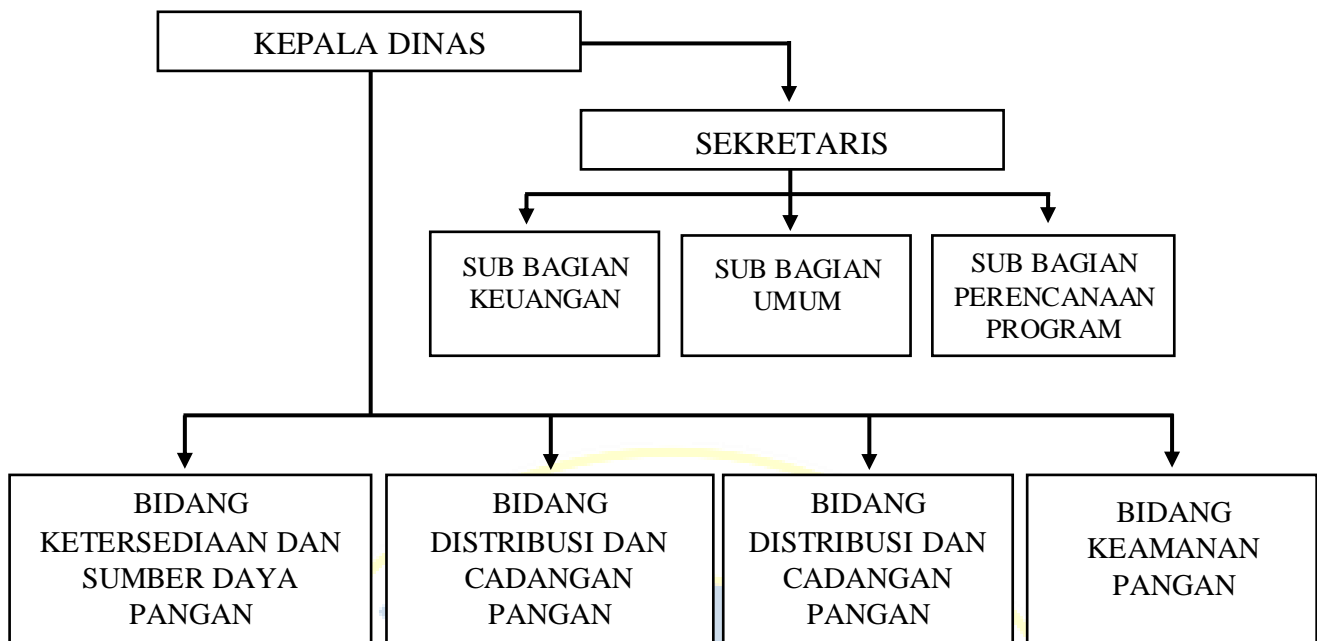 KEPALA DINAS
SEKRETARIS
SUB BAGIAN
KEUANGAN
SUB BAGIAN
UMUM
SUB BAGIAN
PERENCANAAN
PROGRAM
BIDANG
KETERSEDIAAN DAN
SUMBER DAYA
PANGAN
BIDANG
DISTRIBUSI DAN
CADANGAN
PANGAN
BIDANG
DISTRIBUSI DAN
CADANGAN
PANGAN
BIDANG
KEAMANAN
PANGAN